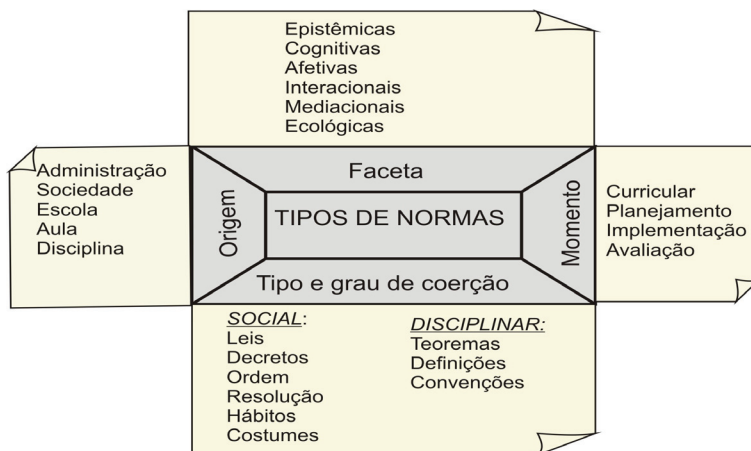 Epistêmicas
Cognitivas
Afetivas
Interacionais
Mediacionais
Ecológicas
Administração
Sociedade
Escola
Aula
Disciplina
Origem
Faceta
TIPOS DE NORMAS
Tipo e grau de coerção
Momento
Curricular
Planejamento
Implementação
Avaliação
SOCIAL:
Leis
Decretos
Ordem
Resolução
Hábitos
Costumes
DISCIPLINAR:
Teoremas
Definições
Convenções